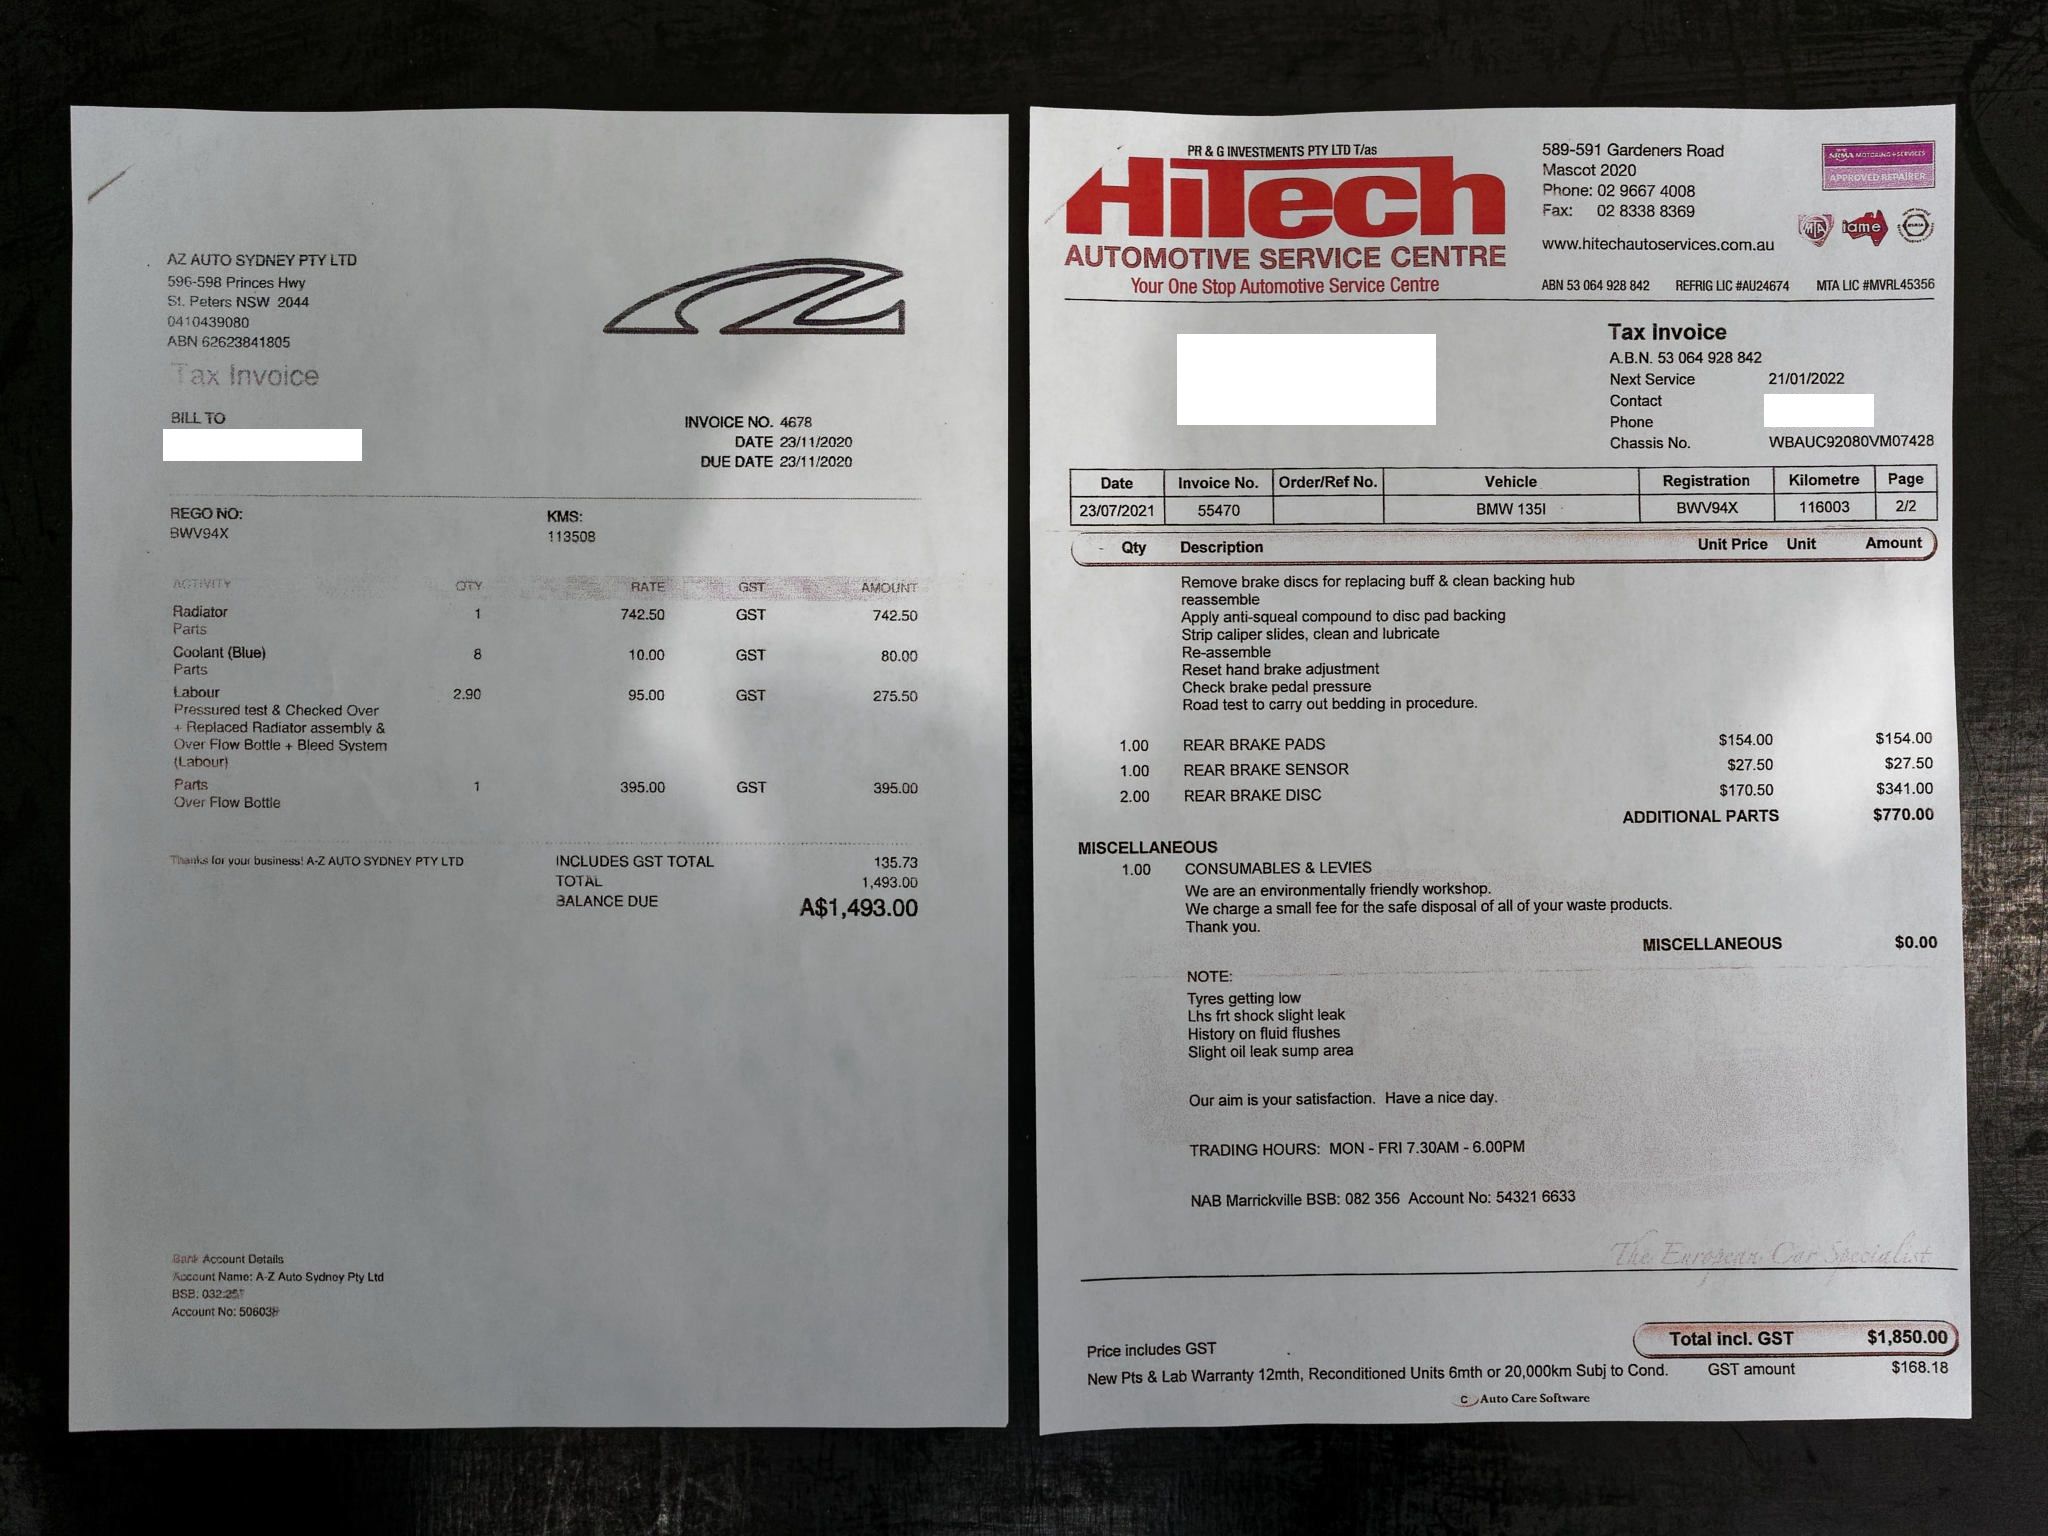 AZ AUTO SYDNEY PTY LTD
596-598 Princes Hwy
St. Peters NSW 2044
0410439080
ABN 62623841805
Tax Invoice
BILL TO
INVOICE NO. 4678
DATE 23/11/2020
DUE DATE 23/11/2020
REGO NO:
BWV94X
KMS:
113508
ACTIVITY QTY RATE GST AMOUNT
Radiator 1 742.50 GST 742.50
Parts
Coolant (Blue) 8 10.00 GST 80.00
Parts
Labour 2.90 95.00 GST 275.50
Pressured test & Checked Over
+ Replaced Radiator assembly &
Over Flow Bottle + Bleed System
(Labour)
Parts 1 395.00 GST 395.00
Over Flow Bottle
Thanks for your business! A-Z AUTO SYDNEY PTY LTD
INCLUDES GST TOTAL 135.73
TOTAL 1,493.00
BALANCE DUE A$1,493.00
Bank Account Details
Account Name: A-Z Auto Sydney Pty Ltd
BSB:
Account No:
PR & G INVESTMENTS PTY LTD T/as
HiTech
AUTOMOTIVE SERVICE CENTRE
Your One Stop Automotive Service Centre
589-591 Gardeners Road
Mascot 2020
Phone: 02 9667 4008
Fax: 02 8338 8369
www.hitechautoservices.com.au
NRMA MOTORING + SERVICES
APPROVED REPAIRER
MTA iame
ABN 53 064 928 842 REFRIG LIC #AU24674 MTA LIC #MVRL45356
Tax Invoice
A.B.N. 53 064 928 842
Next Service 21/01/2022
Contact
Phone
Chassis No. WBAUC92080VM07428
Date Invoice No. Order/Ref No. Vehicle Registration Kilometre Page
23/07/2021 55470 BMW 135I BWV94X 116003 2/2
Qty Description Unit Price Unit Amount
Remove brake discs for replacing buff & clean backing hub
reassemble
Apply anti-squeal compound to disc pad backing
Strip caliper slides, clean and lubricate
Re-assemble
Reset hand brake adjustment
Check brake pedal pressure
Road test to carry out bedding in procedure.
1.00 REAR BRAKE PADS $154.00 $154.00
1.00 REAR BRAKE SENSOR $27.50 $27.50
2.00 REAR BRAKE DISC $170.50 $341.00
ADDITIONAL PARTS $770.00
MISCELLANEOUS
1.00 CONSUMABLES & LEVIES
We are an environmentally friendly workshop.
We charge a small fee for the safe disposal of all of your waste products.
Thank you.
MISCELLANEOUS $0.00
NOTE:
Tyres getting low
Lhs frt shock slight leak
History on fluid flushes
Slight oil leak sump area
Our aim is your satisfaction. Have a nice day.
TRADING HOURS: MON - FRI 7.30AM - 6.00PM
NAB Marrickville BSB: 082 356 Account No: 54321 6633
The European Car Specialist
Total incl. GST $1,850.00
Price includes GST
New Pts & Lab Warranty 12mth, Reconditioned Units 6mth or 20,000km Subj to Cond. GST amount $168.18
C Auto Care Software